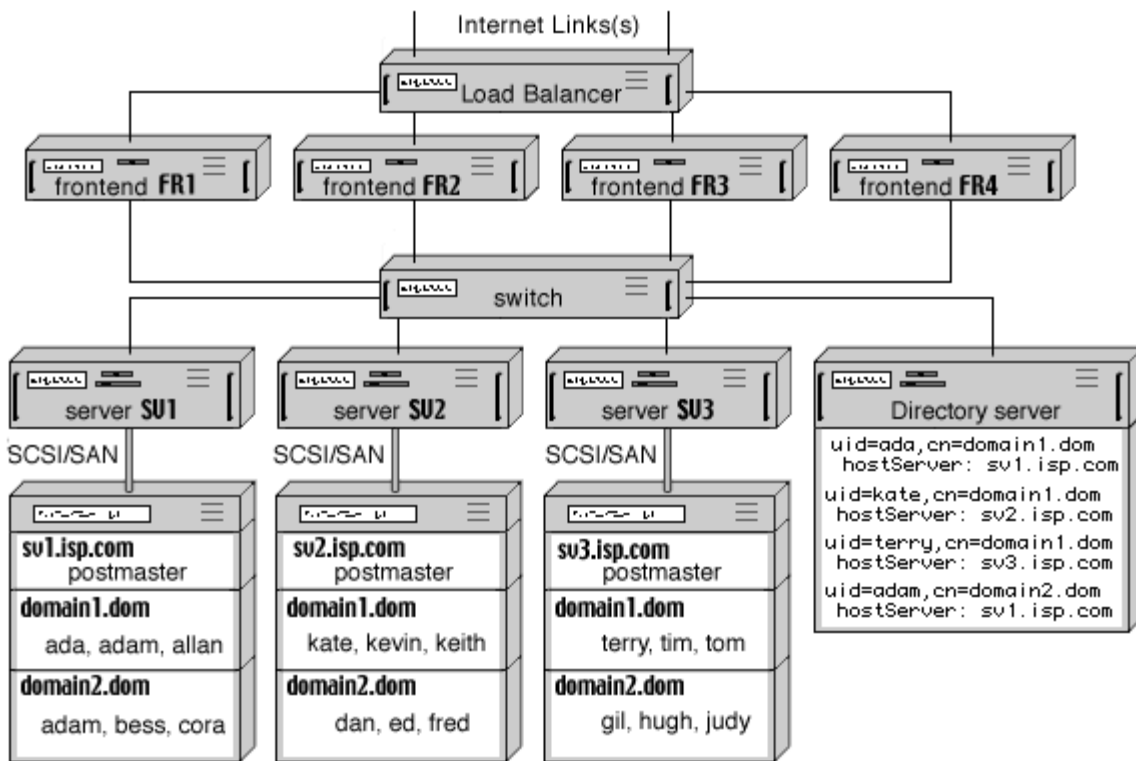 Internet Links(s)
Load Balancer
frontend FR1
frontend FR2
frontend FR3
frontend FR4
switch
server SV1
server SV2
server SV3
Directory server
SCSI/SAN
SCSI/SAN
SCSI/SAN
sv1.isp.com
postmaster
domain1.dom
ada, adam, allan
domain2.dom
adam, bess, cora
sv2.isp.com
postmaster
domain1.dom
kate, kevin, keith
domain2.dom
dan, ed, fred
sv3.isp.com
postmaster
domain1.dom
terry, tim, tom
domain2.dom
gil, hugh, judy
uid=ada,cn=domain1.dom
hostServer: sv1.isp.com
uid=kate,cn=domain1.dom
hostServer: sv2.isp.com
uid=terry,cn=domain1.dom
hostServer: sv3.isp.com
uid=adam,cn=domain2.dom
hostServer: sv1.isp.com